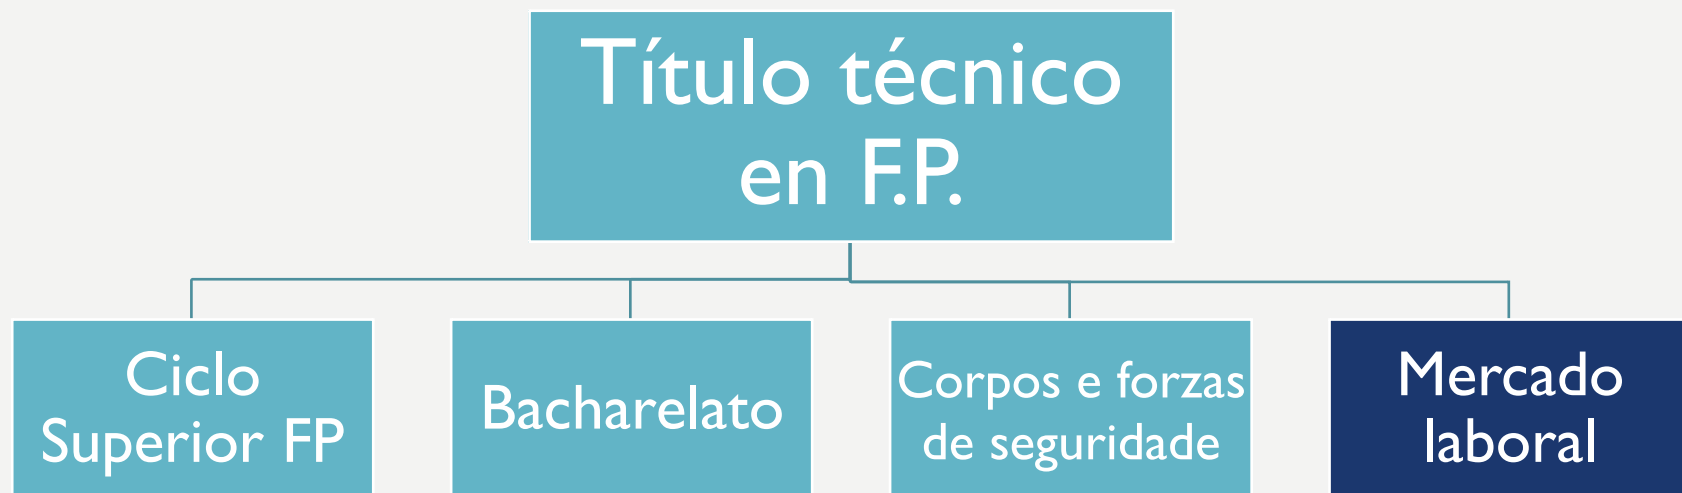 Título técnico
en F.P.
Ciclo
Superior FP
Bacharelato
Corpos e forzas
de seguridade
Mercado
laboral